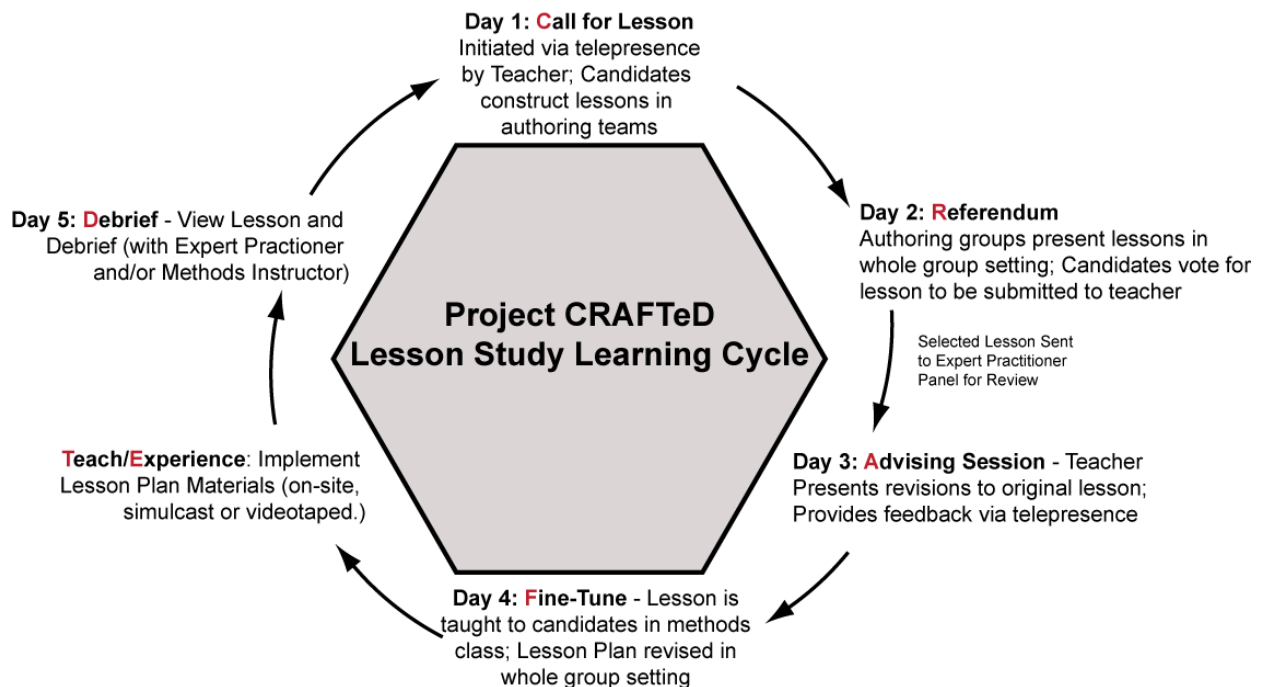 Day 1: Call for Lesson
Initiated via telepresence
by Teacher; Candidates
construct lessons in
authoring teams
Day 2: Referendum
Authoring groups present lessons in
whole group setting; Candidates vote for
lesson to be submitted to teacher
Selected Lesson Sent
to Expert Practitioner
Panel for Review
Day 3: Advising Session - Teacher
Presents revisions to original lesson;
Provides feedback via telepresence
Day 4: Fine-Tune - Lesson is
taught to candidates in methods
class; Lesson Plan revised in
whole group setting
Teach/Experience: Implement
Lesson Plan Materials (on-site,
simulcast or videotaped.)
Day 5: Debrief - View Lesson and
Debrief (with Expert Practioner
and/or Methods Instructor)
Project CRAFTeD
Lesson Study Learning Cycle